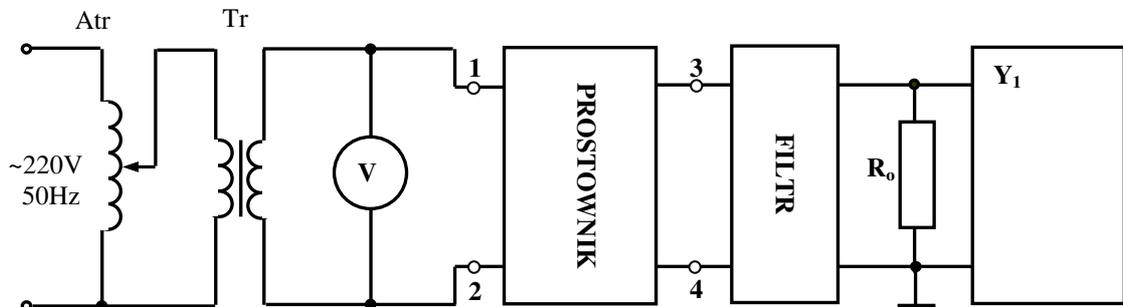 Atr
Tr
~220V
50Hz
V
1
2
PROSTOWNIK
3
4
FILTR
Ro
Y1